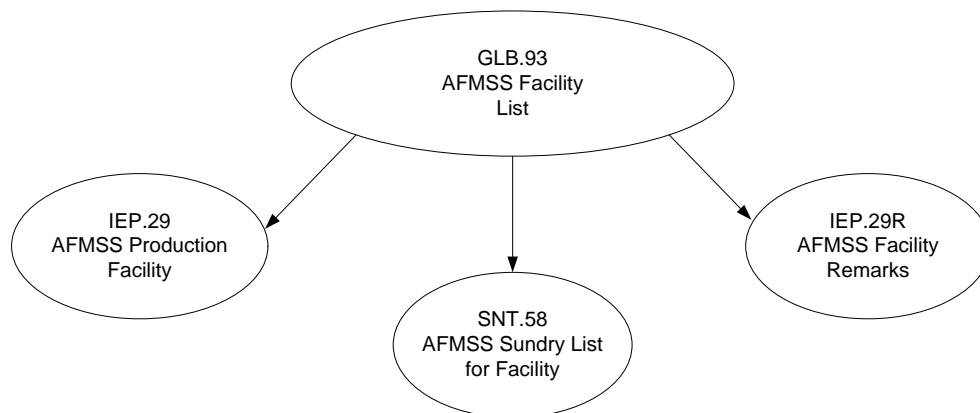 GLB.93
AFMSS Facility
List
IEP.29
AFMSS Production
Facility
IEP.29R
AFMSS Facility
Remarks
SNT.58
AFMSS Sundry List
for Facility